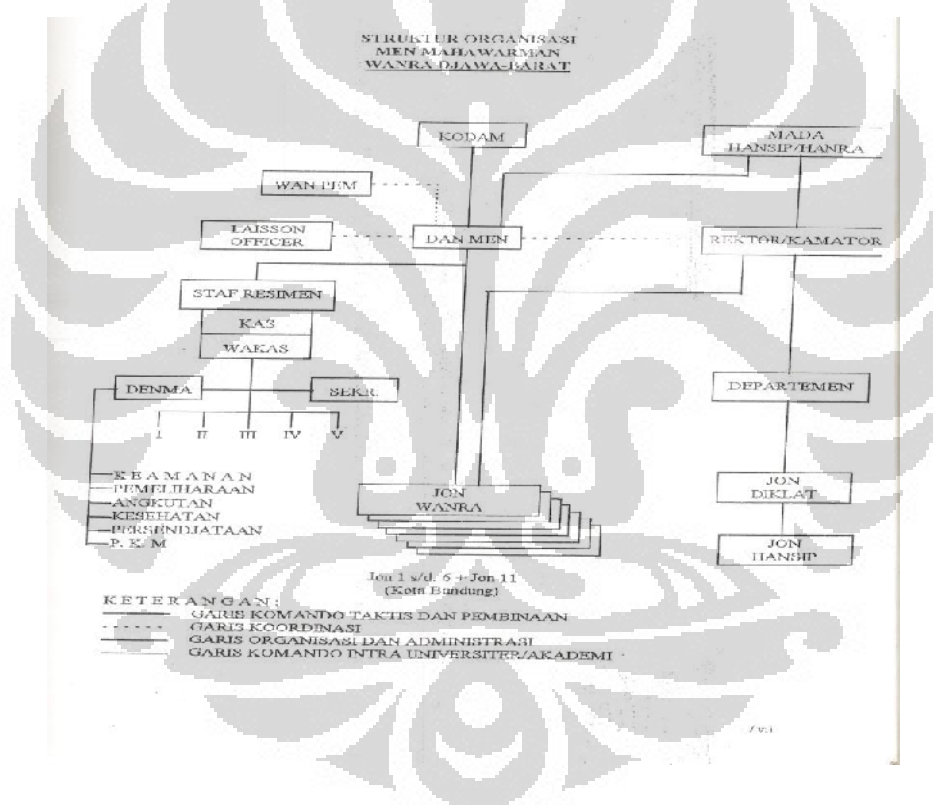 STRUKTUR ORGANISASI
MEN MAHAWARMAN
WANRA DJAWA-BARAT
KODAM
MADA
HANSIP/HANRA
WAN PEM
LAISSON
OFFICER
DAN MEN
REKTOR/KAMATOR
STAF RESIMEN
KAS
WAKAS
DENMA
SEKR.
DEPARTEMEN
I II III IV V
KEAMANAN
PEMELIHARAAN
ANGKUTAN
KESEHATAN
PERSENDJATAAN
P. K. M
JON
WANRA
JON
DIKLAT
JON
HANSIP
Jon 1 s/d. 6 + Jon 11
(Kota Bandung)
KETERANGAN:
GARIS KOMANDO TAKTIS DAN PEMBINAAN
GARIS KOORDINASI
GARIS ORGANISASI DAN ADMINISTRASI
GARIS KOMANDO INTRA UNIVERSITER/AKADEMI